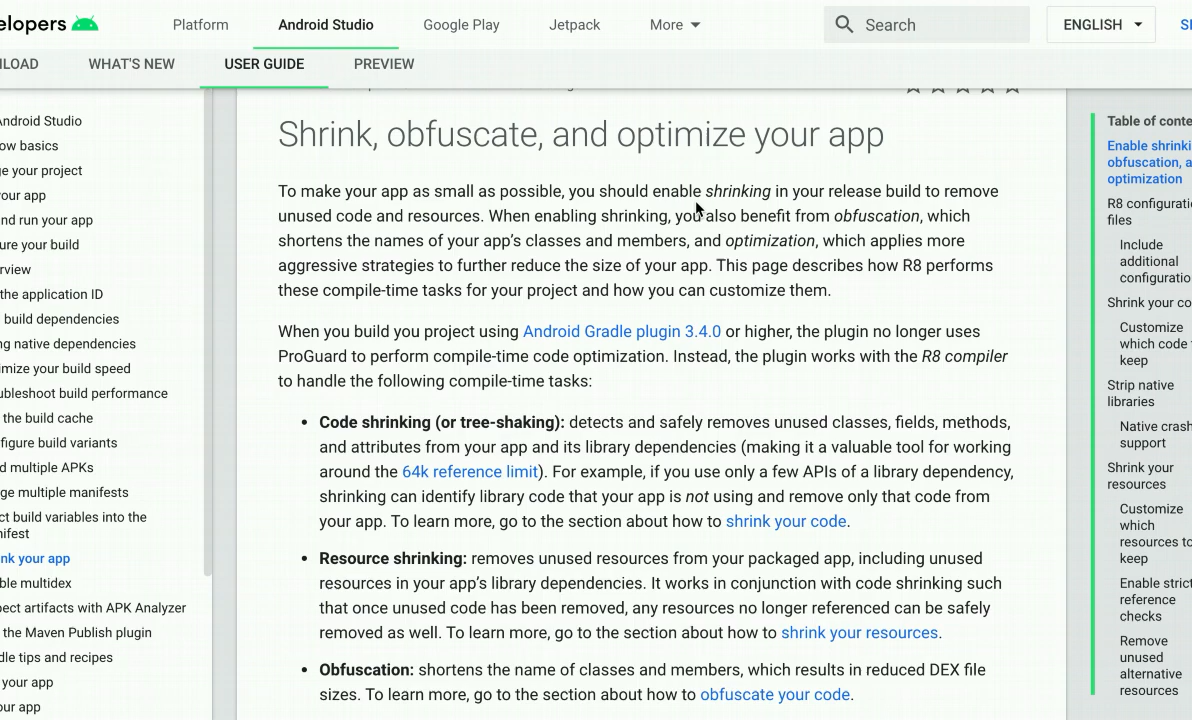 elopers
Platform
Android Studio
Google Play
Jetpack
More
Search
ENGLISH
LOAD
WHAT'S NEW
USER GUIDE
PREVIEW
Android Studio
ow basics
ge your project
your app
nd run your app
ure your build
rview
the application ID
build dependencies
ng native dependencies
imize your build speed
ubleshoot build performance
the build cache
figure build variants
d multiple APKs
ge multiple manifests
ct build variables into the
nifest
nk your app
ble multidex
pect artifacts with APK Analyzer
the Maven Publish plugin
dle tips and recipes
your app
our app
Shrink, obfuscate, and optimize your app
To make your app as small as possible, you should enable shrinking in your release build to remove
unused code and resources. When enabling shrinking, you also benefit from obfuscation, which
shortens the names of your app's classes and members, and optimization, which applies more
aggressive strategies to further reduce the size of your app. This page describes how R8 performs
these compile-time tasks for your project and how you can customize them.
When you build you project using Android Gradle plugin 3.4.0 or higher, the plugin no longer uses
ProGuard to perform compile-time code optimization. Instead, the plugin works with the R8 compiler
to handle the following compile-time tasks:
• Code shrinking (or tree-shaking): detects and safely removes unused classes, fields, methods,
and attributes from your app and its library dependencies (making it a valuable tool for working
around the 64k reference limit). For example, if you use only a few APIs of a library dependency,
shrinking can identify library code that your app is not using and remove only that code from
your app. To learn more, go to the section about how to shrink your code.
• Resource shrinking: removes unused resources from your packaged app, including unused
resources in your app's library dependencies. It works in conjunction with code shrinking such
that once unused code has been removed, any resources no longer referenced can be safely
removed as well. To learn more, go to the section about how to shrink your resources.
• Obfuscation: shortens the name of classes and members, which results in reduced DEX file
sizes. To learn more, go to the section about how to obfuscate your code.
Table of conte
Enable shrinki
obfuscation, a
optimization
R8 configurati
files
Include
additional
configuratio
Shrink your co
Customize
which code
keep
Strip native
libraries
Native crash
support
Shrink your
resources
Customize
which
resources to
keep
Enable strict
reference
checks
Remove
unused
alternative
resources